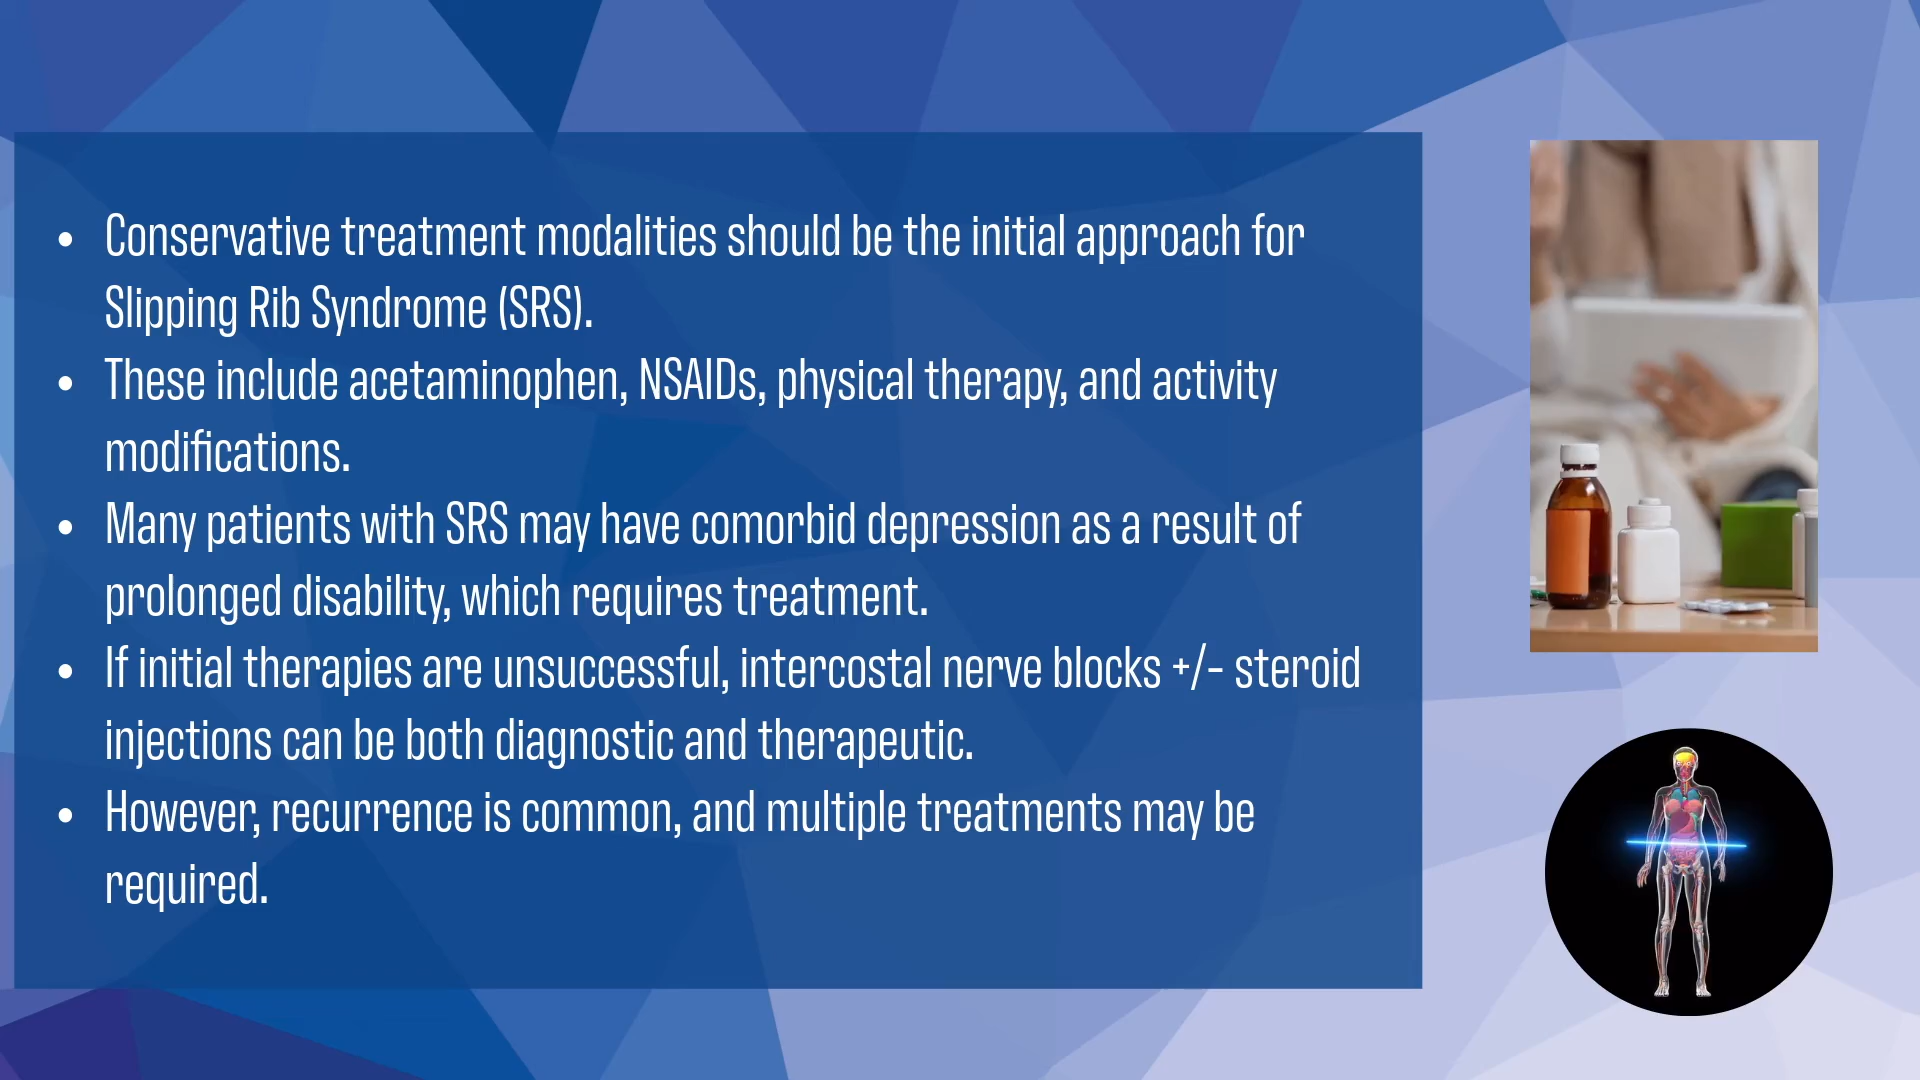 • Conservative treatment modalities should be the initial approach for
Slipping Rib Syndrome (SRS).
• These include acetaminophen, NSAIDs, physical therapy, and activity
modifications.
• Many patients with SRS may have comorbid depression as a result of
prolonged disability, which requires treatment.
• If initial therapies are unsuccessful, intercostal nerve blocks +/- steroid
injections can be both diagnostic and therapeutic.
• However, recurrence is common, and multiple treatments may be
required.